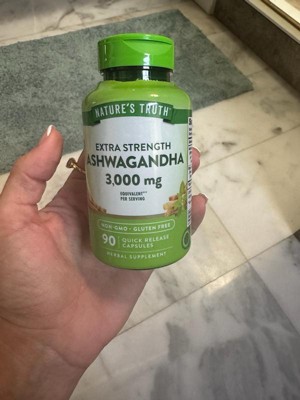 NATURE'S TRUTH
EXTRA STRENGTH
ASHWAGANDHA
3,000 mg
EQUIVALENT**
PER SERVING
NON-GMO • GLUTEN FREE
90 QUICK RELEASE
CAPSULES
HERBAL SUPPLEMENT